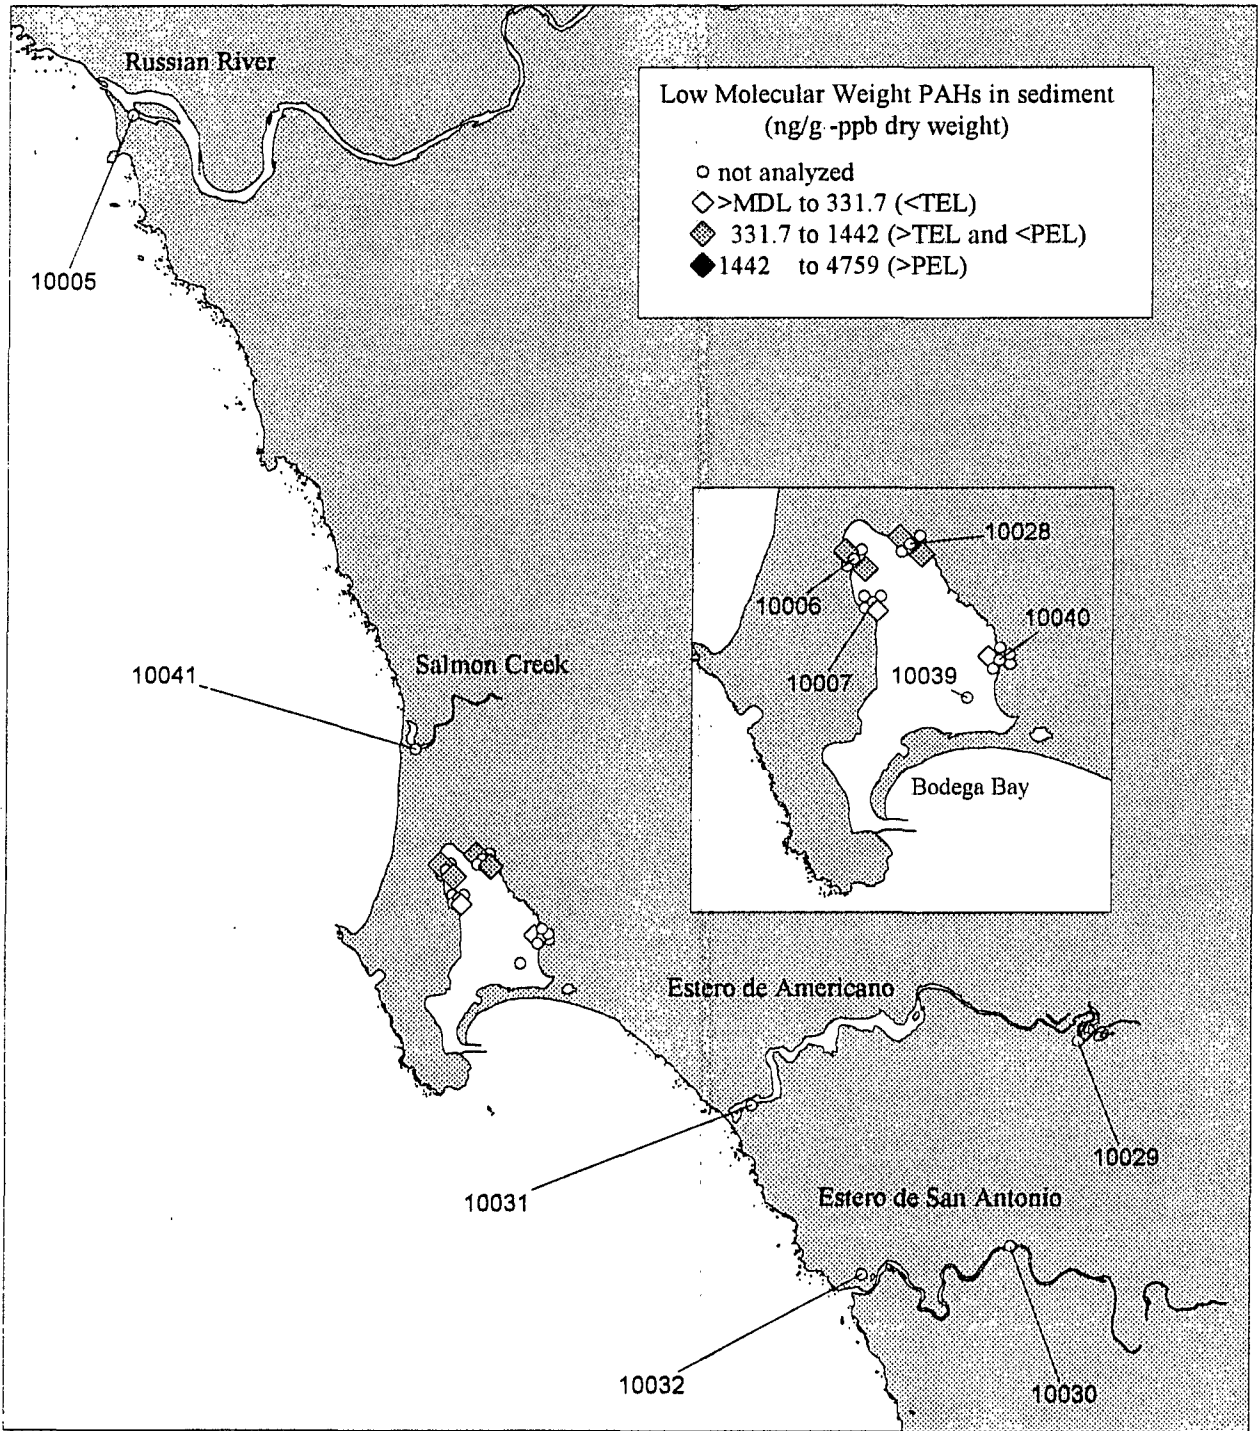 Russian River
Low Molecular Weight PAHs in sediment
(ng/g -ppb dry weight)
not analyzed
>MDL to 331.7 (<TEL)
331.7 to 1442 (>TEL and <PEL)
1442 to 4759 (>PEL)
10005
10028
10006
10040
10007
10039
Bodega Bay
Salmon Creek
10041
Estero de Americano
10029
10031
Estero de San Antonio
10032
10030